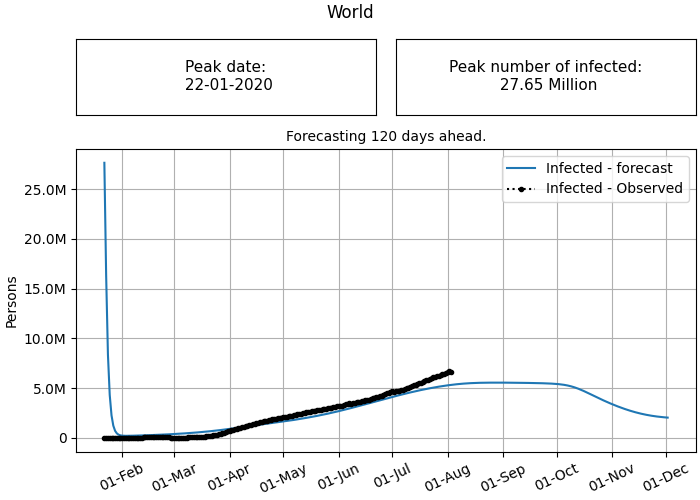 World
Peak date:
22-01-2020
Peak number of infected:
27.65 Million
Forecasting 120 days ahead.
Infected - forecast
Infected - Observed
Persons
25.0M
20.0M
15.0M
10.0M
5.0M
0
01-Feb
01-Mar
01-Apr
01-May
01-Jun
01-Jul
01-Aug
01-Sep
01-Oct
01-Nov
01-Dec